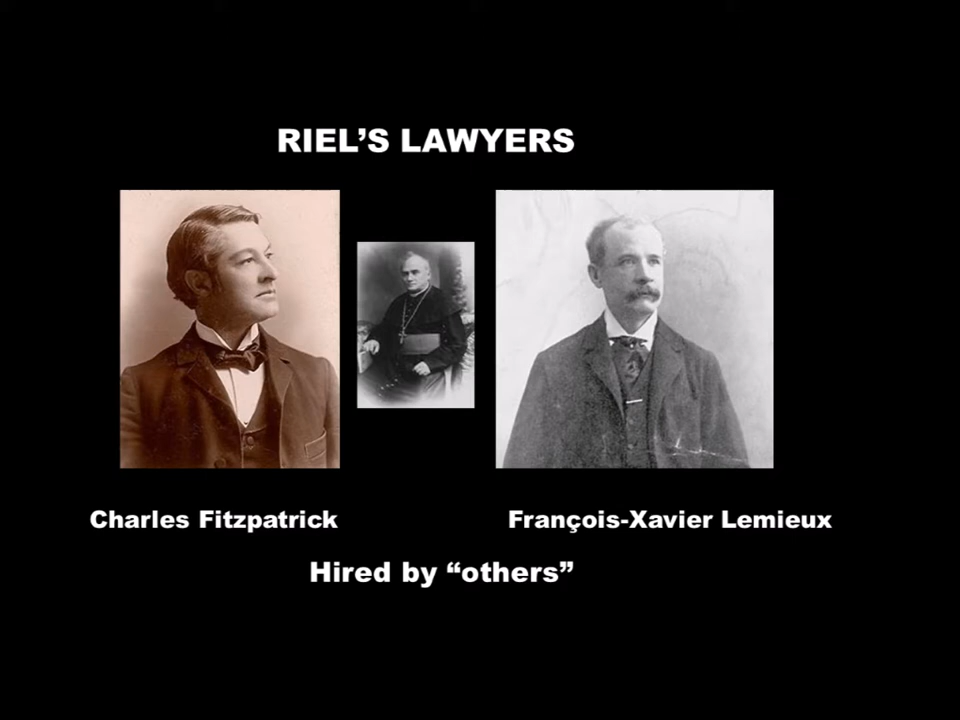 RIEL’S LAWYERS
Charles Fitzpatrick
François-Xavier Lemieux
Hired by “others”